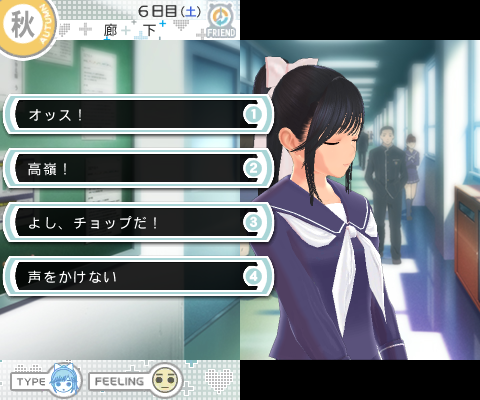 秋
AUTUMN
6日目(土)
廊下
FRIEND
オッス！
1
高嶺！
2
よし、チョップだ！
3
声をかけない
4
TYPE
FEELING